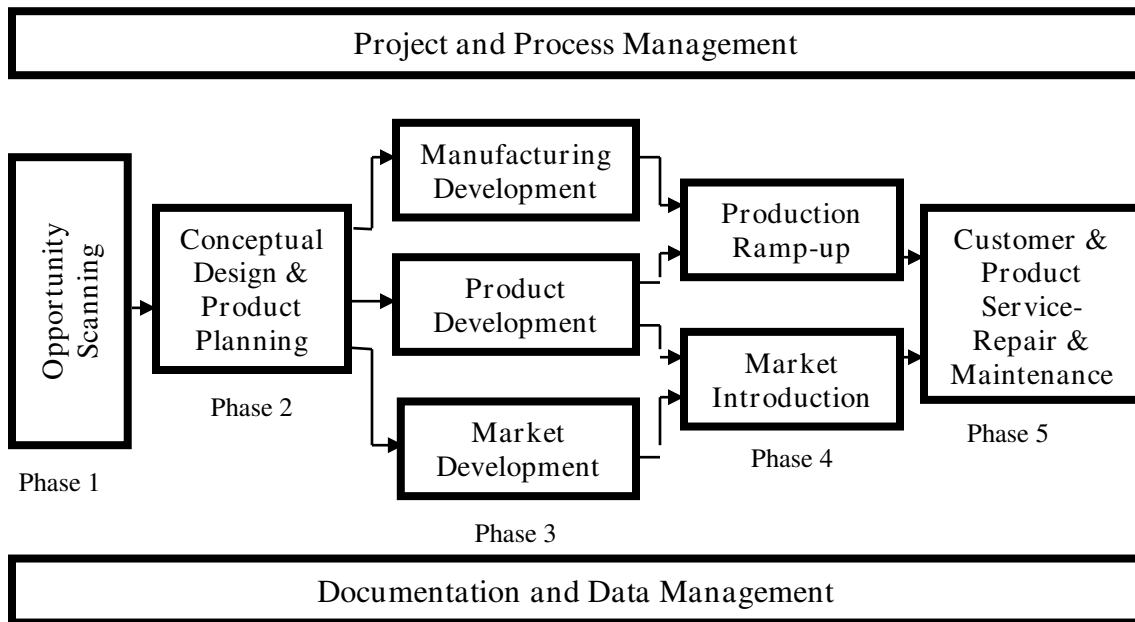 Project and Process Management
Opportunity
Scanning
Phase 1
Conceptual
Design &
Product
Planning
Phase 2
Manufacturing
Development
Product
Development
Market
Development
Phase 3
Production
Ramp-up
Market
Introduction
Phase 4
Customer &
Product
Service-
Repair &
Maintenance
Phase 5
Documentation and Data Management